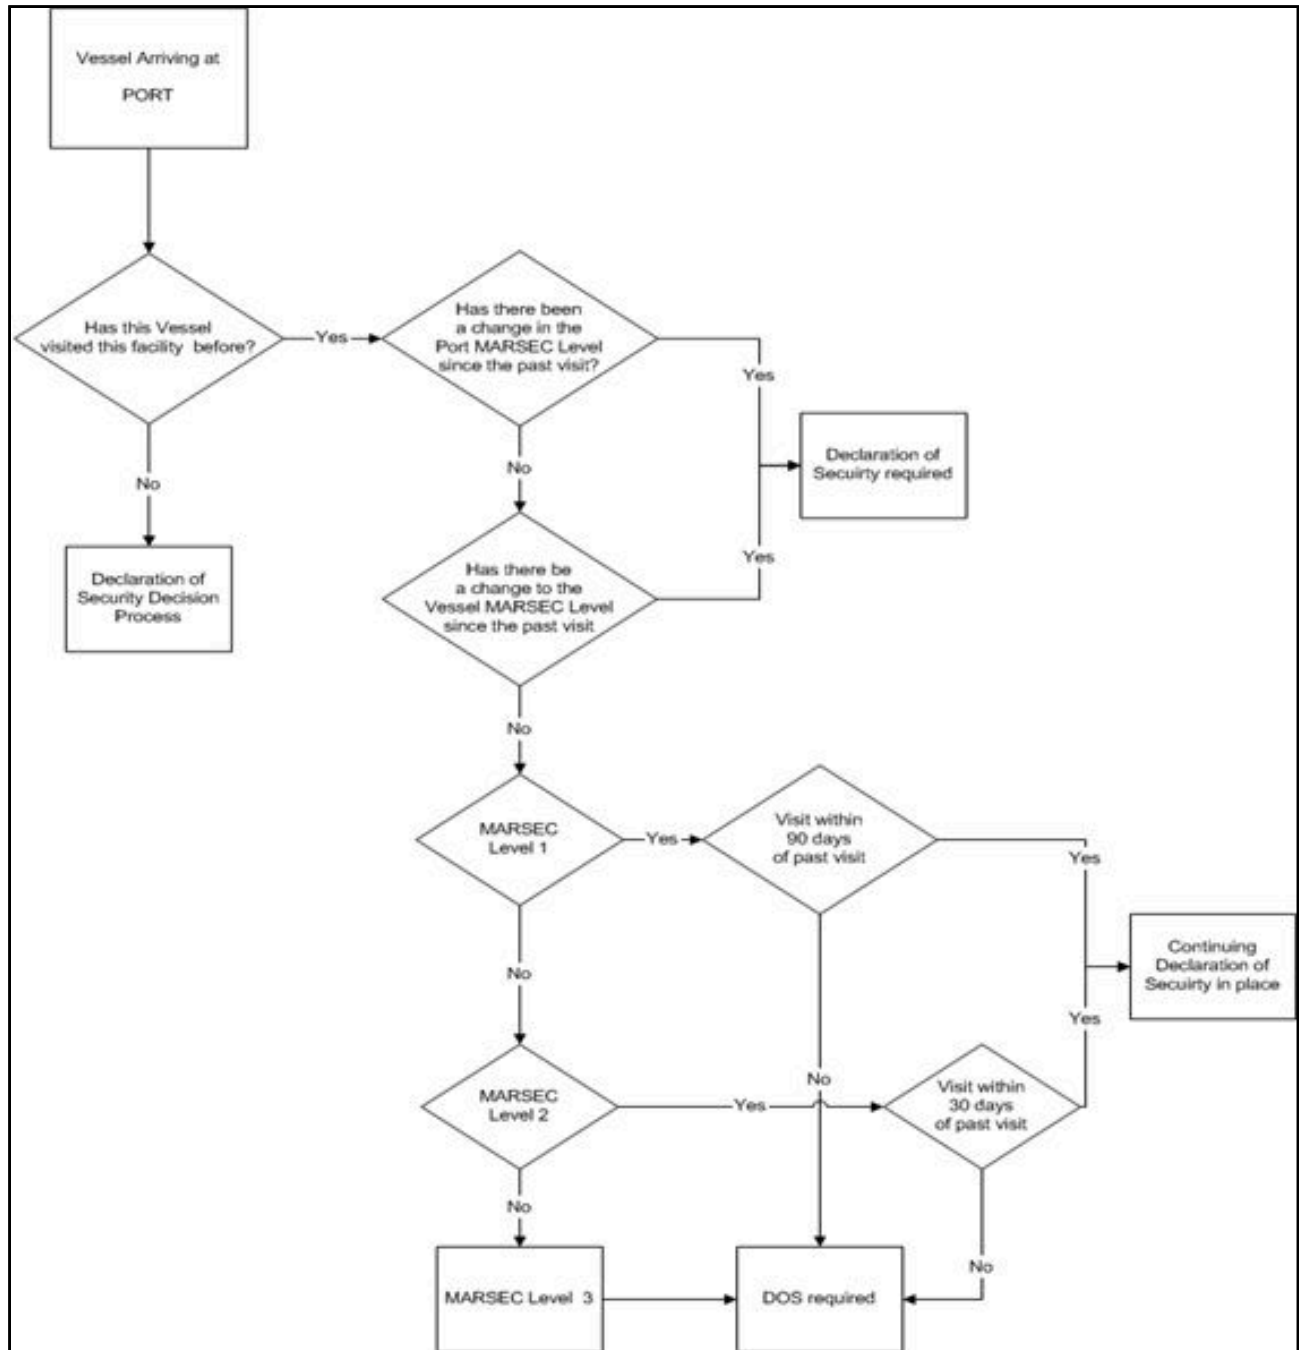 Vessel Arriving at
PORT
Has this Vessel
visited this facility before?
Yes
Has there been
a change in the
Port MARSEC Level
since the past visit?
Yes
No
No
Declaration of
Secuirty required
Declaration of
Security Decision
Process
Has there be
a change to the
Vessel MARSEC Level
since the past visit
Yes
No
MARSEC
Level 1
Yes
Visit within
90 days
of past visit
Yes
No
Continuing
Declaration of
Secuirty in place
Yes
MARSEC
Level 2
Yes
No
Visit within
30 days
of past visit
No
No
MARSEC Level 3
DOS required